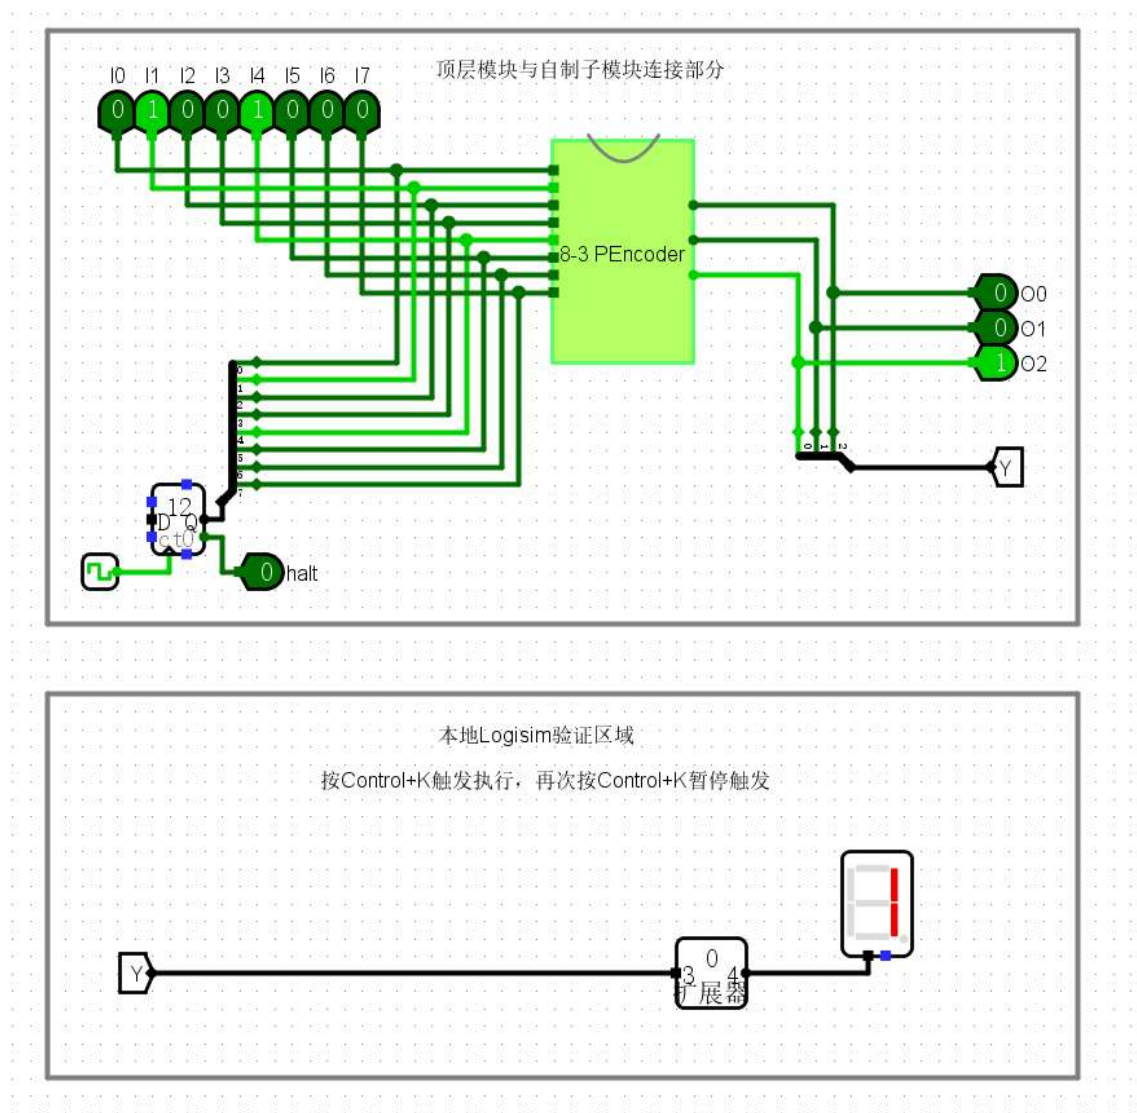 顶层模块与自制子模块连接部分
I0 I1 I2 I3 I4 I5 I6 I7
0 1 0 0 1 0 0 0
8-3 PEncoder
0 O0
0 O1
1 O2
0
1
2
3
4
5
6
7
0 1 2
Y
12
D Q
ct0
0 halt
本地Logisim验证区域
按Control+K触发执行，再次按Control+K暂停触发
1
Y
0
3 4
扩展器